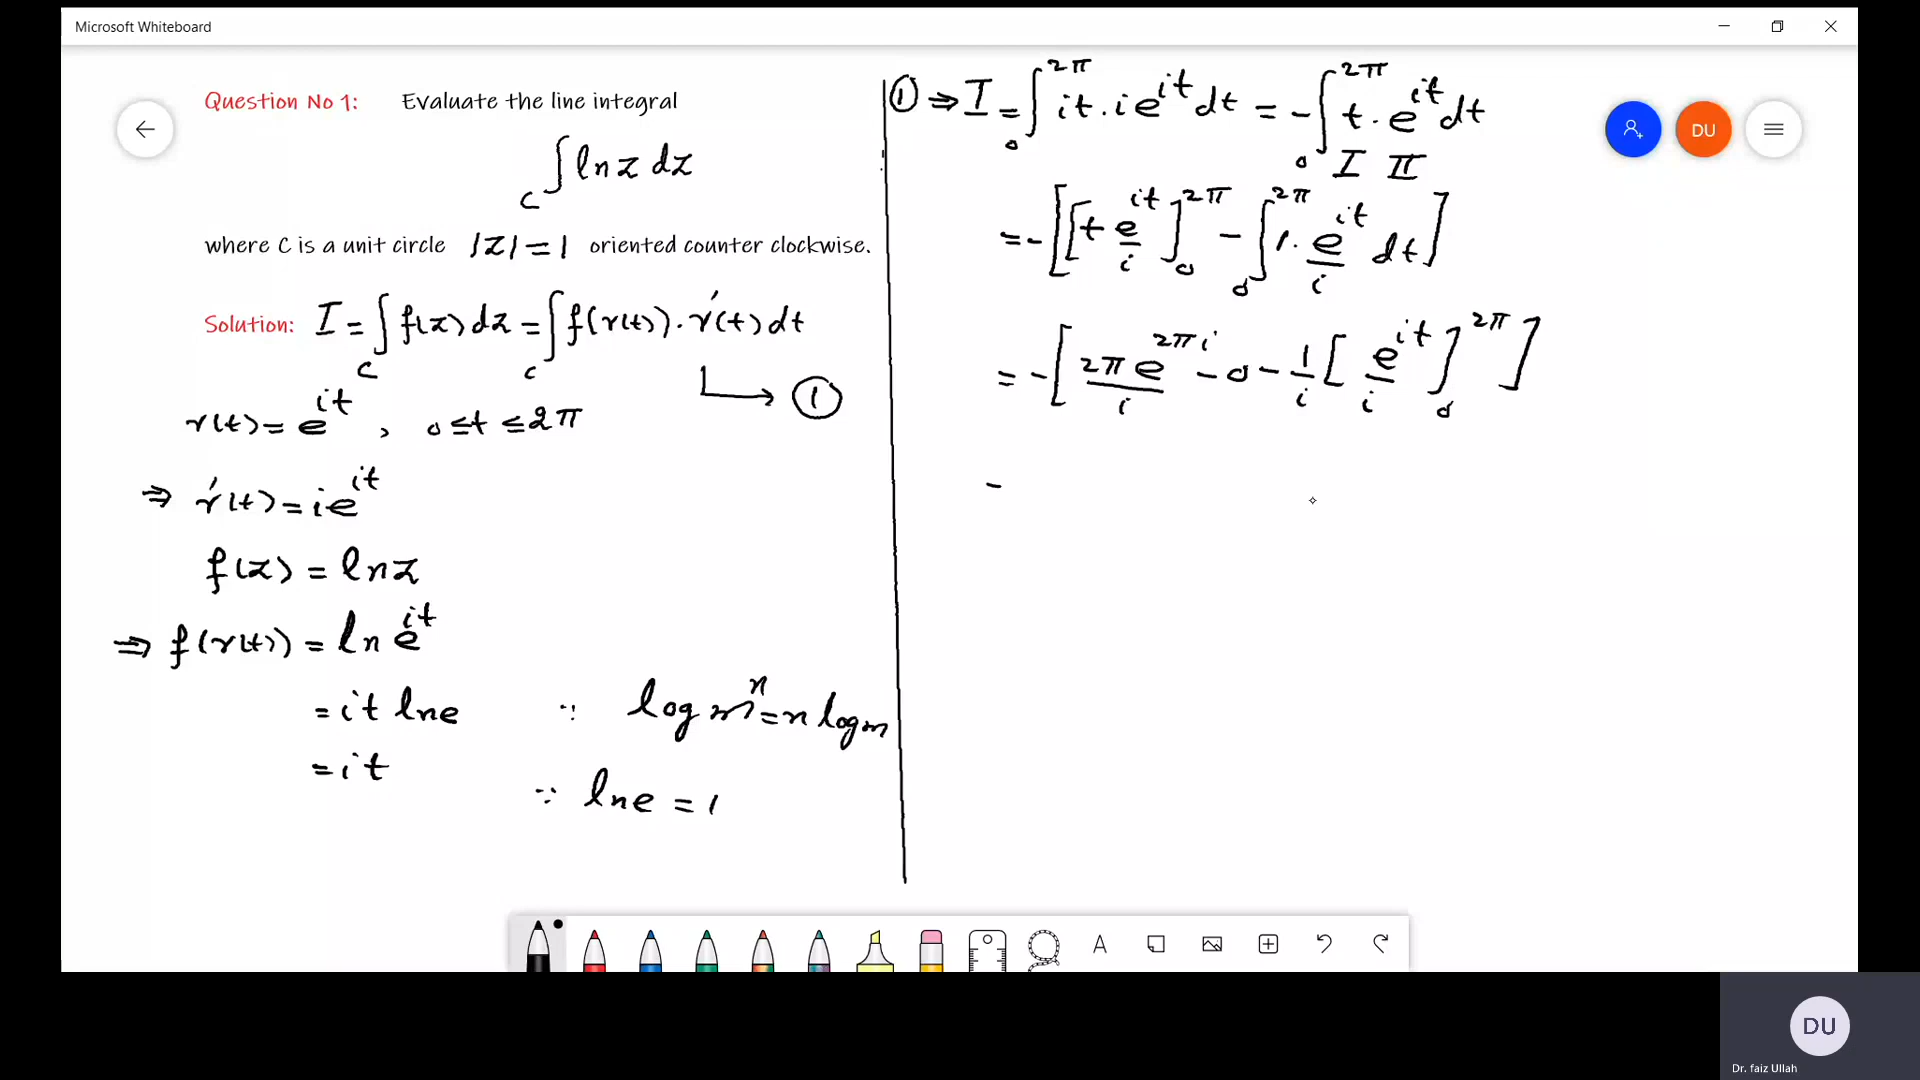 Microsoft Whiteboard
Question No 1: Evaluate the line integral
∫_C ln z dz
where C is a unit circle |z| = 1 oriented counter clockwise.
Solution: I = ∫_C f(z) dz = ∫_C f(r(t)) · r'(t) dt
→ ①
r(t) = e^{it} , 0 ≤ t ≤ 2π
⇒ r'(t) = i e^{it}
f(z) = ln z
⇒ f(r(t)) = ln e^{it}
= it ln e ∵ log m^n = n log m
= it
∵ ln e = 1
① ⇒ I = ∫_0^{2π} it · i e^{it} dt = - ∫_0^{2π} t · e^{it} dt
I II
= - [ [ t e^{it}/i ]_0^{2π} - ∫_0^{2π} 1 · e^{it}/i dt ]
= - [ 2π e^{2πi}/i - 0 - 1/i [ e^{it}/i ]_0^{2π} ]
-
DU
A
DU
Dr. faiz Ullah